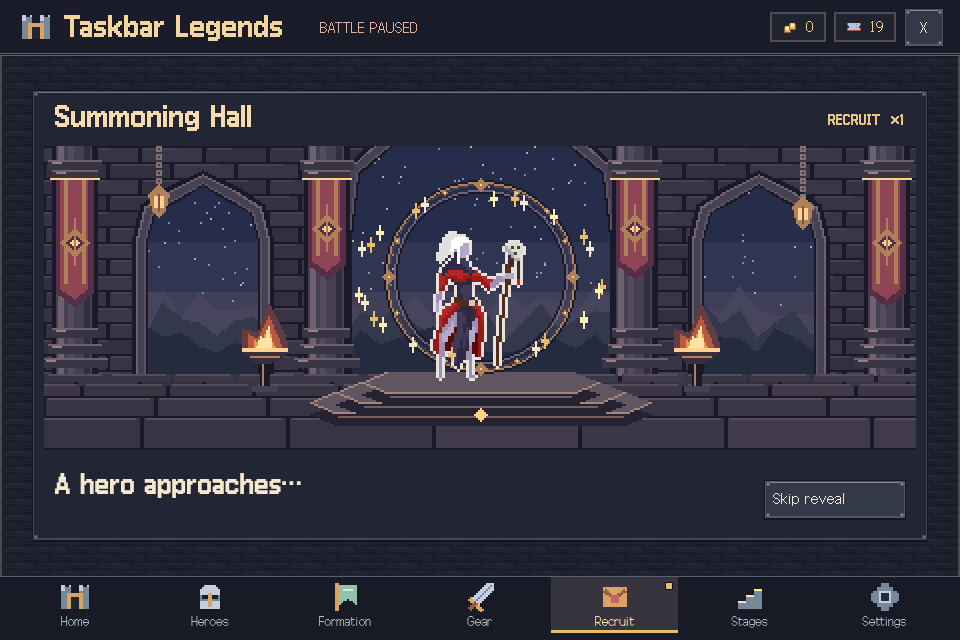 Taskbar Legends
BATTLE PAUSED
0
19
X
Summoning Hall
RECRUIT ×1
A hero approaches...
Skip reveal
Home
Heroes
Formation
Gear
Recruit
Stages
Settings